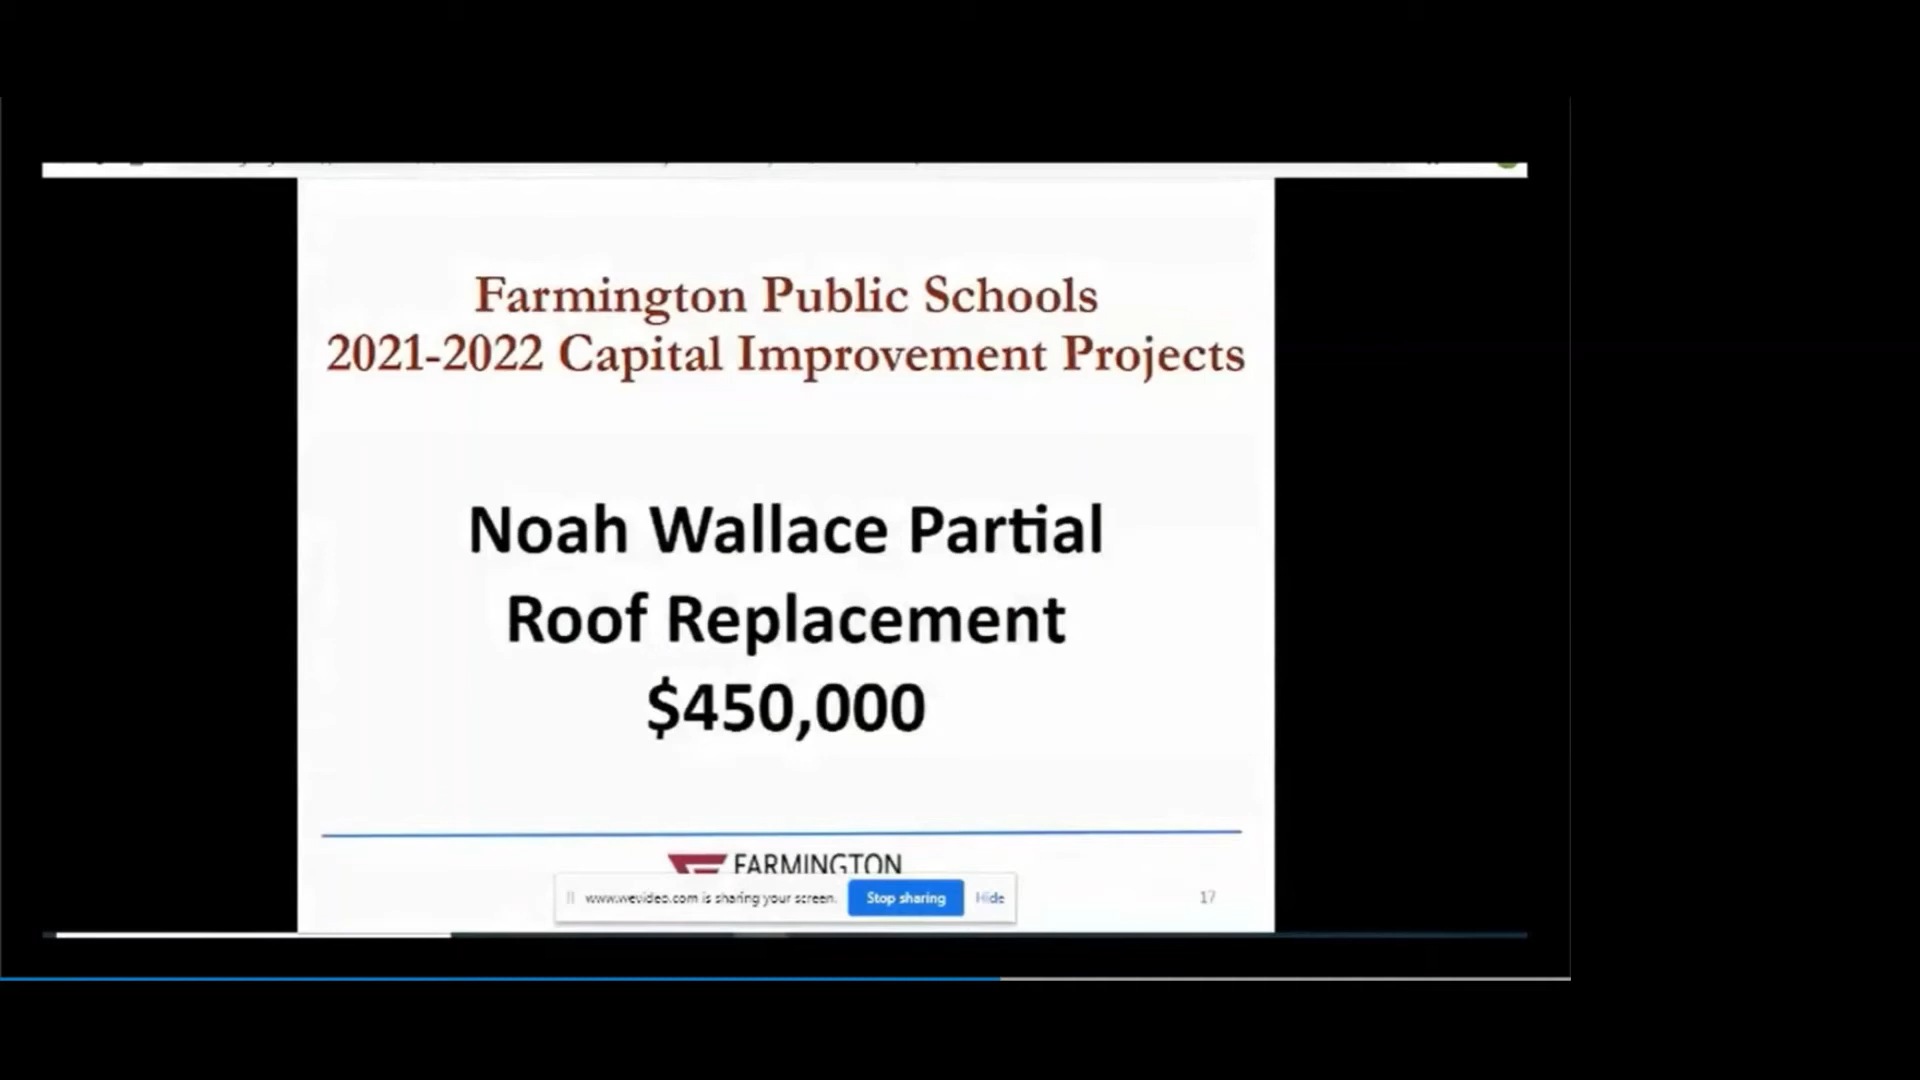 Farmington Public Schools
2021-2022 Capital Improvement Projects
Noah Wallace Partial
Roof Replacement
$450,000
FARMINGTON
www.wevideo.com is sharing your screen.
Stop sharing
Hide
17